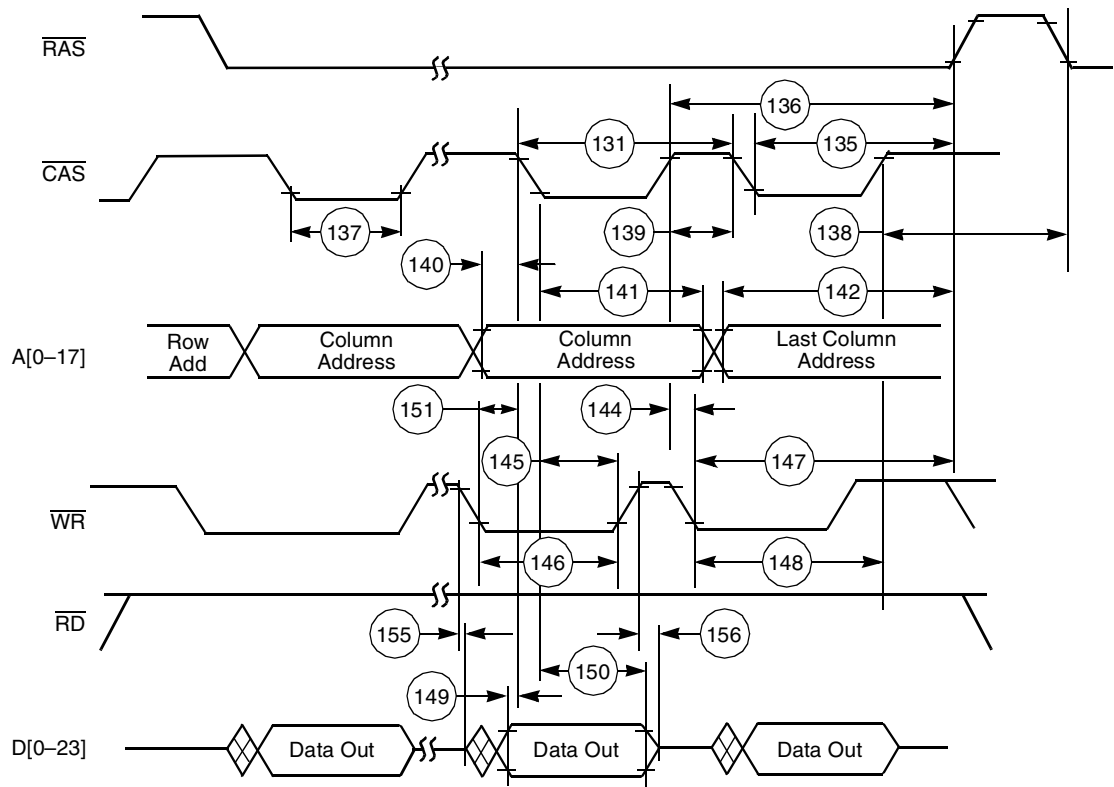 RAS
136
131
135
CAS
137
139
138
140
141
142
A[0–17]
Row
Add
Column
Address
Column
Address
Last Column
Address
151
144
145
147
WR
146
148
RD
155
156
150
149
D[0–23]
Data Out
Data Out
Data Out